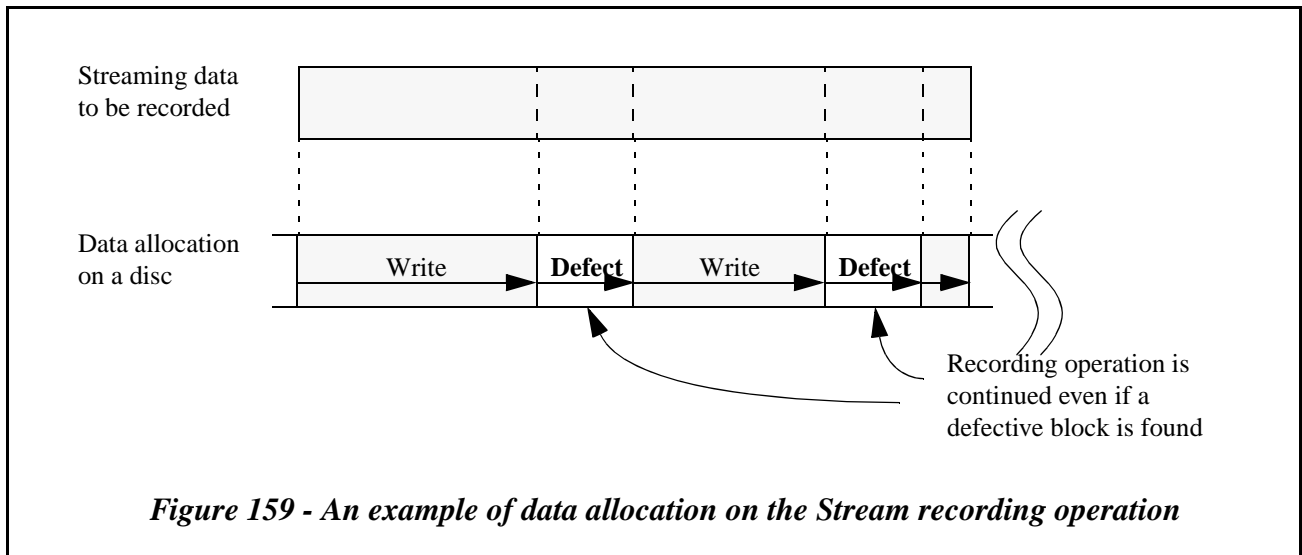 Streaming data
to be recorded
Data allocation
on a disc
Write
Defect
Write
Defect
Recording operation is
continued even if a
defective block is found
Figure 159 - An example of data allocation on the Stream recording operation